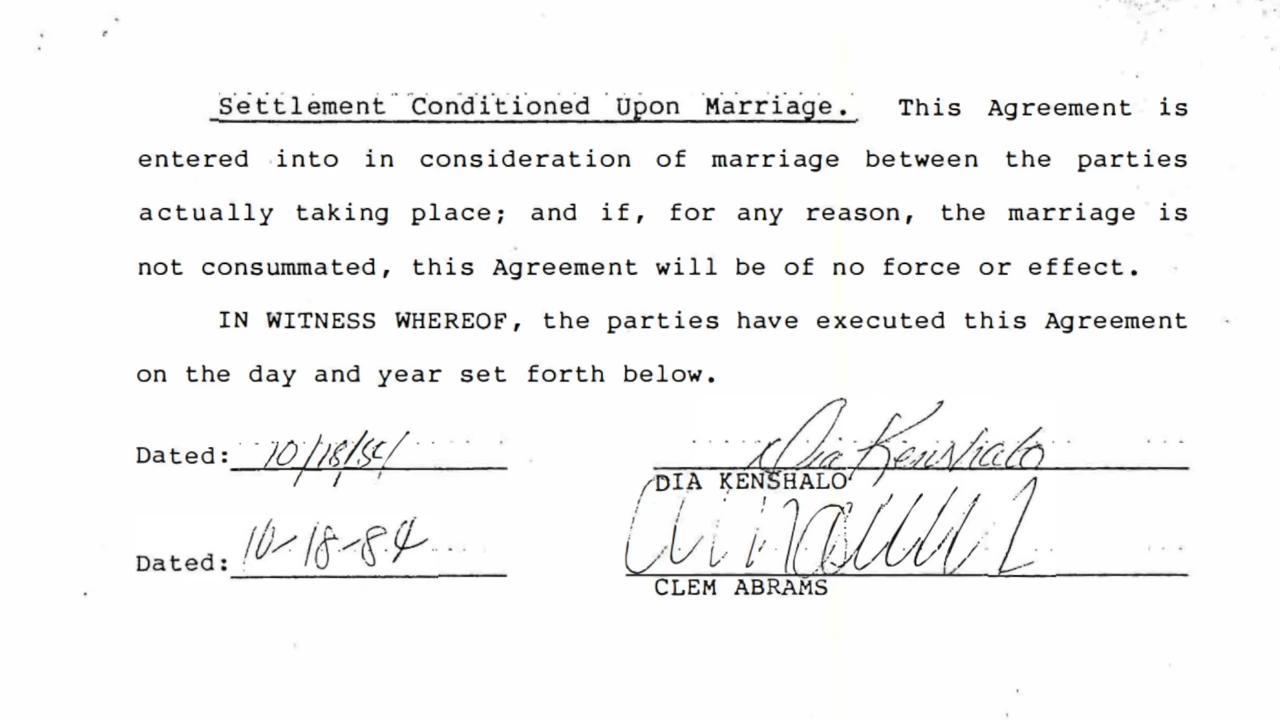 Settlement Conditioned Upon Marriage. This Agreement is
entered into in consideration of marriage between the parties
actually taking place; and if, for any reason, the marriage is
not consummated, this Agreement will be of no force or effect.
IN WITNESS WHEREOF, the parties have executed this Agreement
on the day and year set forth below.
Dated: Dia Kenshalo
DIA KENSHALO
Dated: 10-18-84
CLEM ABRAMS